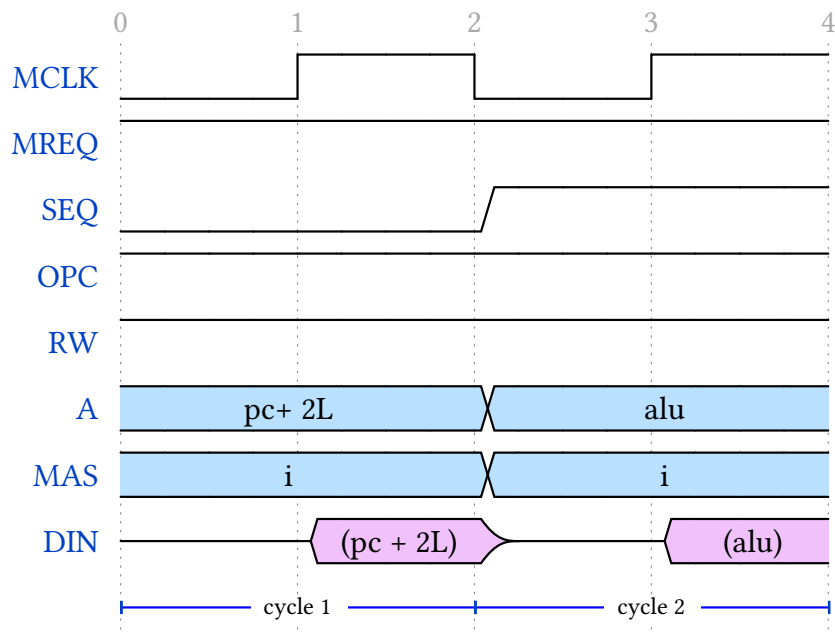 0 1 2 3 4
MCLK
MREQ
SEQ
OPC
RW
A pc+ 2L alu
MAS i i
DIN (pc + 2L) (alu)
cycle 1 cycle 2